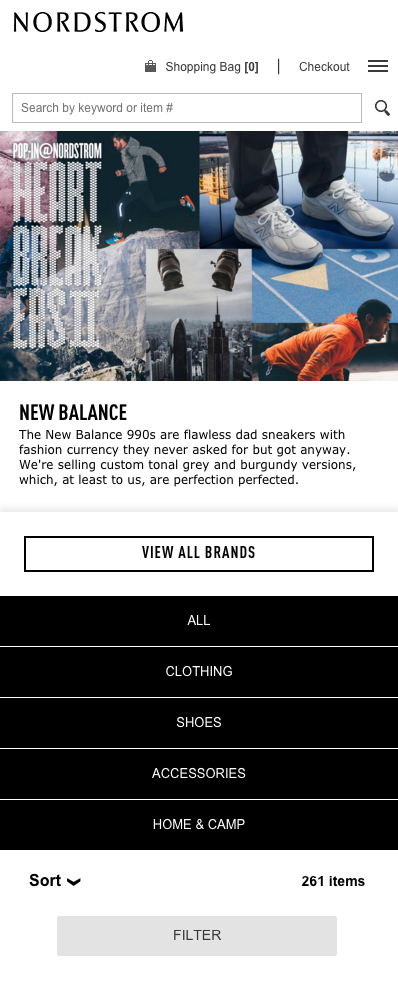 NORDSTROM
Shopping Bag [0] | Checkout
Search by keyword or item #
POP-IN@NORDSTROM
HEART
BREAK
EAS II
NEW BALANCE
The New Balance 990s are flawless dad sneakers with
fashion currency they never asked for but got anyway.
We're selling custom tonal grey and burgundy versions,
which, at least to us, are perfection perfected.
VIEW ALL BRANDS
ALL
CLOTHING
SHOES
ACCESSORIES
HOME & CAMP
Sort
261 items
FILTER